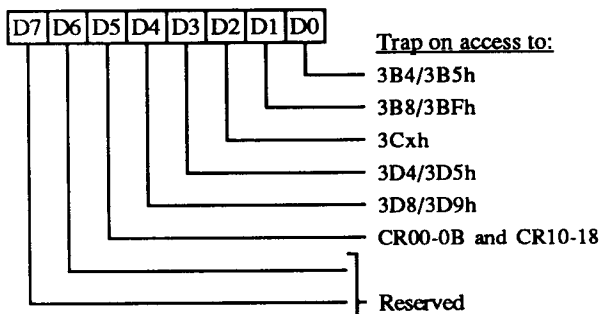 D7 D6 D5 D4 D3 D2 D1 D0
Trap on access to:
3B4/3B5h
3B8/3BFh
3Cxh
3D4/3D5h
3D8/3D9h
CR00-0B and CR10-18
Reserved